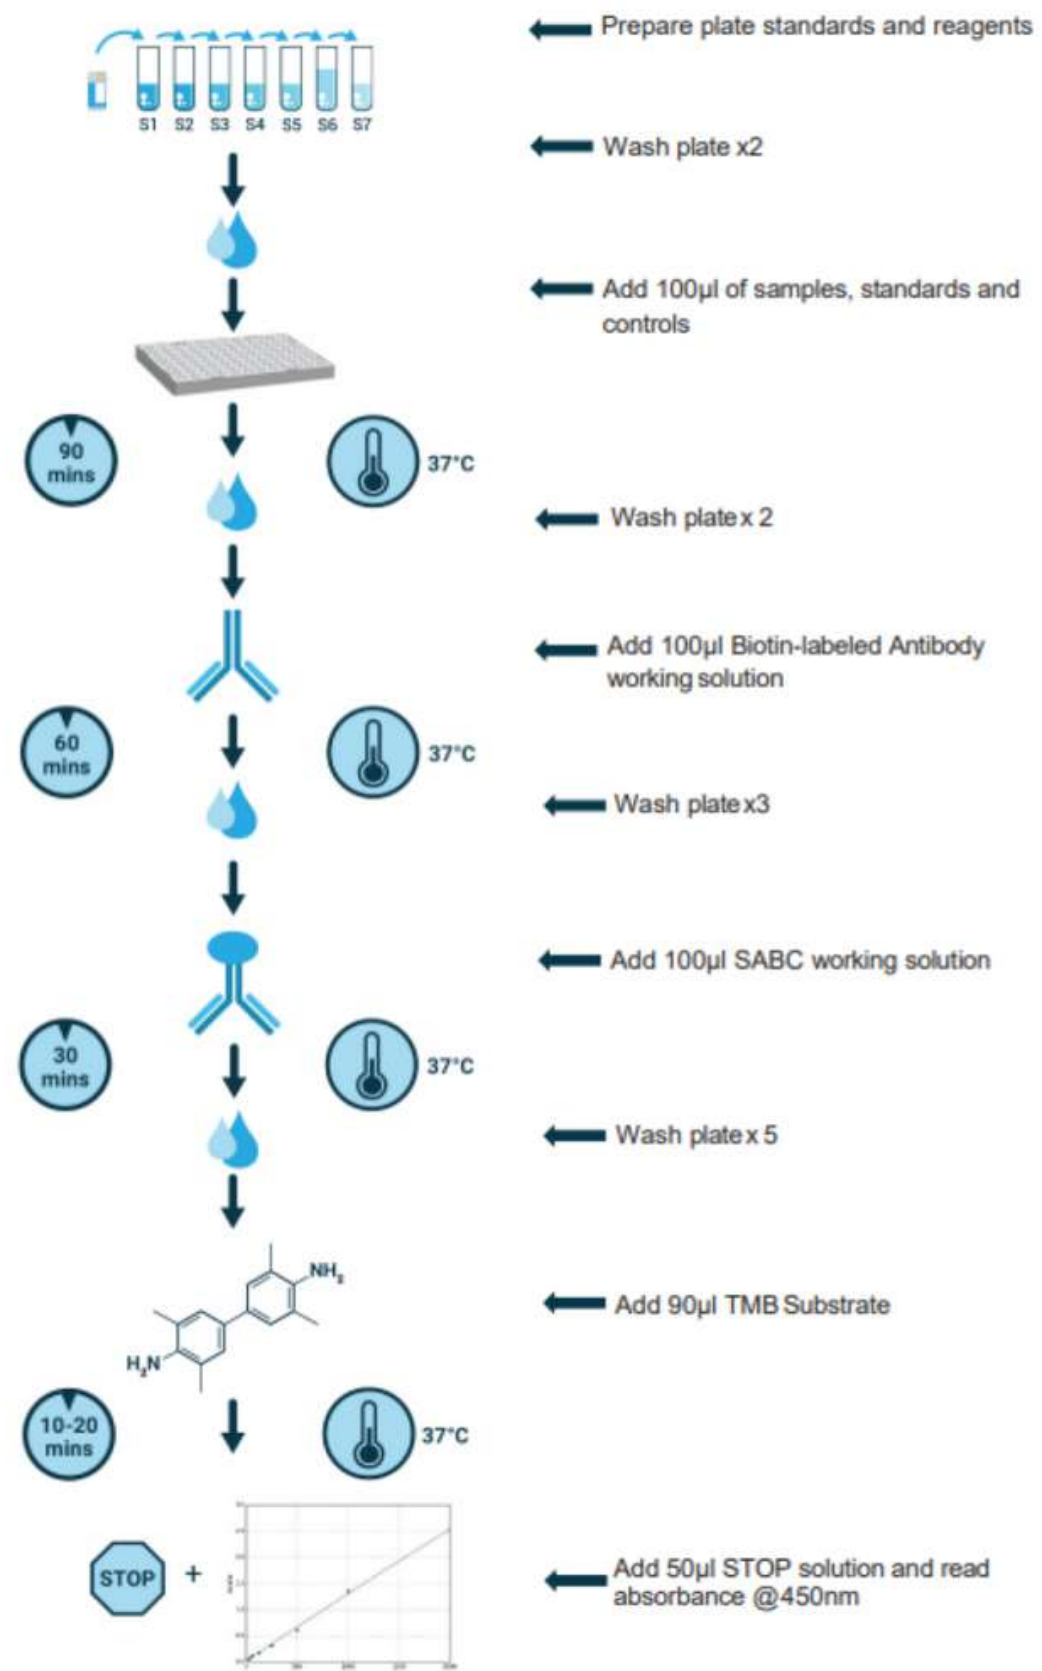 Prepare plate standards and reagents
S1 S2 S3 S4 S5 S6 S7
Wash plate x2
Add 100µl of samples, standards and
controls
90
mins
37°C
Wash plate x 2
Add 100µl Biotin-labeled Antibody
working solution
60
mins
37°C
Wash plate x3
Add 100µl SABC working solution
30
mins
37°C
Wash plate x 5
NH2
H2N
Add 90µl TMB Substrate
10-20
mins
37°C
STOP
+
Add 50µl STOP solution and read
absorbance @450nm